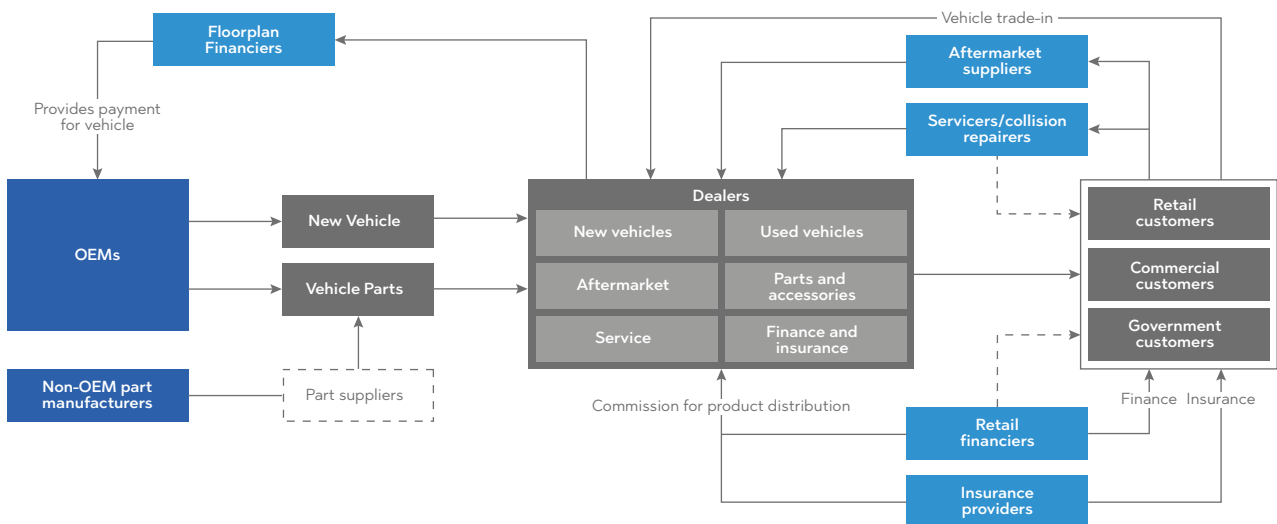 Vehicle trade-in
Floorplan
Financiers
Aftermarket
suppliers
Provides payment
for vehicle
Servicers/collision
repairers
OEMs
New Vehicle
Vehicle Parts
Dealers
New vehicles
Used vehicles
Aftermarket
Parts and
accessories
Service
Finance and
insurance
Retail
customers
Commercial
customers
Government
customers
Non-OEM part
manufacturers
Part suppliers
Commission for product distribution
Finance
Insurance
Retail
financiers
Insurance
providers